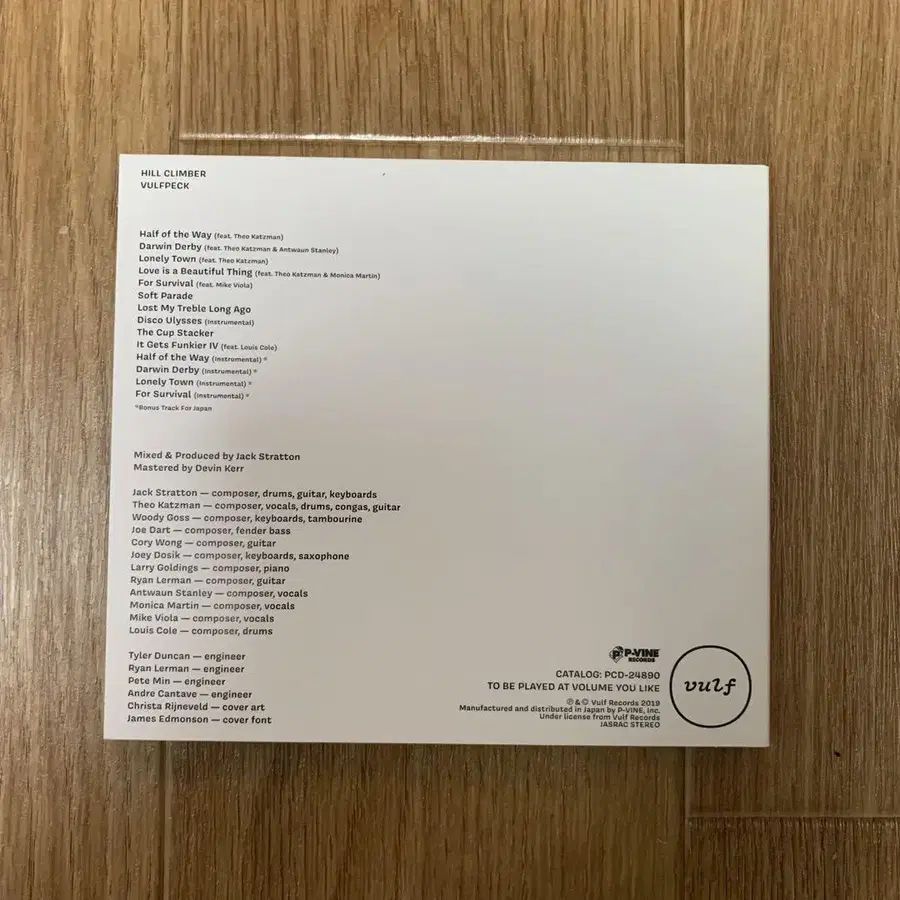 HILL CLIMBER
VULFPECK
Half of the Way (feat. Theo Katzman)
Darwin Derby (feat. Theo Katzman & Antwaun Stanley)
Lonely Town (feat. Theo Katzman)
Love is a Beautiful Thing (feat. Theo Katzman & Monica Martin)
For Survival (feat. Mike Viola)
Soft Parade
Lost My Treble Long Ago
Disco Ulysses (Instrumental)
The Cup Stacker
It Gets Funkier IV (feat. Louis Cole)
Half of the Way (Instrumental) *
Darwin Derby (Instrumental) *
Lonely Town (Instrumental) *
For Survival (Instrumental) *
*Bonus Track For Japan
Mixed & Produced by Jack Stratton
Mastered by Devin Kerr
Jack Stratton — composer, drums, guitar, keyboards
Theo Katzman — composer, vocals, drums, congas, guitar
Woody Goss — composer, keyboards, tambourine
Joe Dart — composer, fender bass
Cory Wong — composer, guitar
Joey Dosik — composer, keyboards, saxophone
Larry Goldings — composer, piano
Ryan Lerman — composer, guitar
Antwaun Stanley — composer, vocals
Monica Martin — composer, vocals
Mike Viola — composer, vocals
Louis Cole — composer, drums
Tyler Duncan — engineer
Ryan Lerman — engineer
Pete Min — engineer
Andre Cantave — engineer
Christa Rijneveld — cover art
James Edmonson — cover font
P-VINE
RECORDS
CATALOG: PCD-24890
TO BE PLAYED AT VOLUME YOU LIKE
℗ & © Vulf Records 2019
Manufactured and distributed in Japan by P-VINE, Inc.
Under license from Vulf Records
JASRAC STEREO
vulf